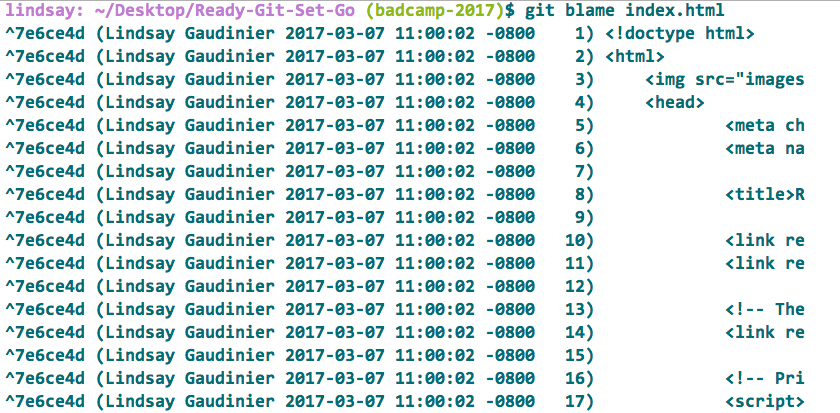 lindsay: ~/Desktop/Ready-Git-Set-Go (badcamp-2017)$ git blame index.html
^7e6ce4d (Lindsay Gaudinier 2017-03-07 11:00:02 -0800    1) <!doctype html>
^7e6ce4d (Lindsay Gaudinier 2017-03-07 11:00:02 -0800    2) <html>
^7e6ce4d (Lindsay Gaudinier 2017-03-07 11:00:02 -0800    3)     <img src="images
^7e6ce4d (Lindsay Gaudinier 2017-03-07 11:00:02 -0800    4)     <head>
^7e6ce4d (Lindsay Gaudinier 2017-03-07 11:00:02 -0800    5)             <meta ch
^7e6ce4d (Lindsay Gaudinier 2017-03-07 11:00:02 -0800    6)             <meta na
^7e6ce4d (Lindsay Gaudinier 2017-03-07 11:00:02 -0800    7)
^7e6ce4d (Lindsay Gaudinier 2017-03-07 11:00:02 -0800    8)             <title>R
^7e6ce4d (Lindsay Gaudinier 2017-03-07 11:00:02 -0800    9)
^7e6ce4d (Lindsay Gaudinier 2017-03-07 11:00:02 -0800   10)             <link re
^7e6ce4d (Lindsay Gaudinier 2017-03-07 11:00:02 -0800   11)             <link re
^7e6ce4d (Lindsay Gaudinier 2017-03-07 11:00:02 -0800   12)
^7e6ce4d (Lindsay Gaudinier 2017-03-07 11:00:02 -0800   13)             <!-- The
^7e6ce4d (Lindsay Gaudinier 2017-03-07 11:00:02 -0800   14)             <link re
^7e6ce4d (Lindsay Gaudinier 2017-03-07 11:00:02 -0800   15)
^7e6ce4d (Lindsay Gaudinier 2017-03-07 11:00:02 -0800   16)             <!-- Pri
^7e6ce4d (Lindsay Gaudinier 2017-03-07 11:00:02 -0800   17)             <script>